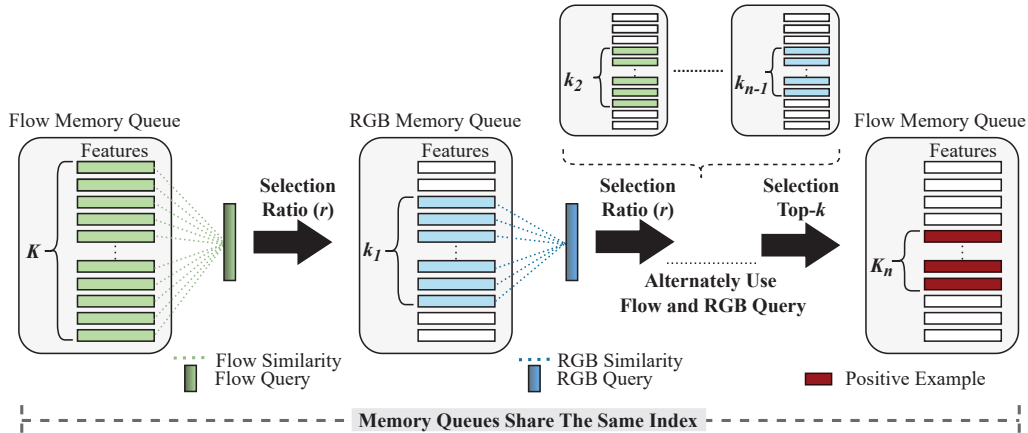 k2
kn-1
Flow Memory Queue
RGB Memory Queue
Flow Memory Queue
Features
Features
Features
Selection
Ratio (r)
Selection
Ratio (r)
Selection
Top-k
K
k1
Kn
Alternately Use
Flow and RGB Query
Flow Similarity
Flow Query
RGB Similarity
RGB Query
Positive Example
Memory Queues Share The Same Index